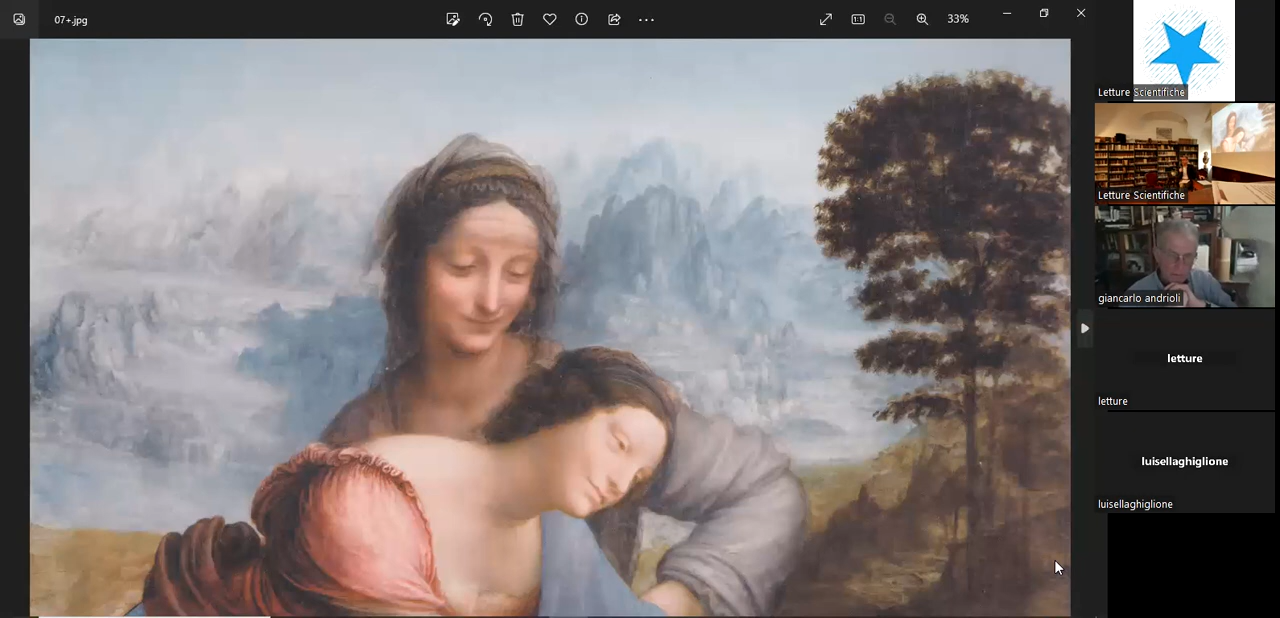 07+.jpg
33%
Letture Scientifiche
Letture Scientifiche
giancarlo andrioli
letture
letture
luisellaghiglione
luisellaghiglione